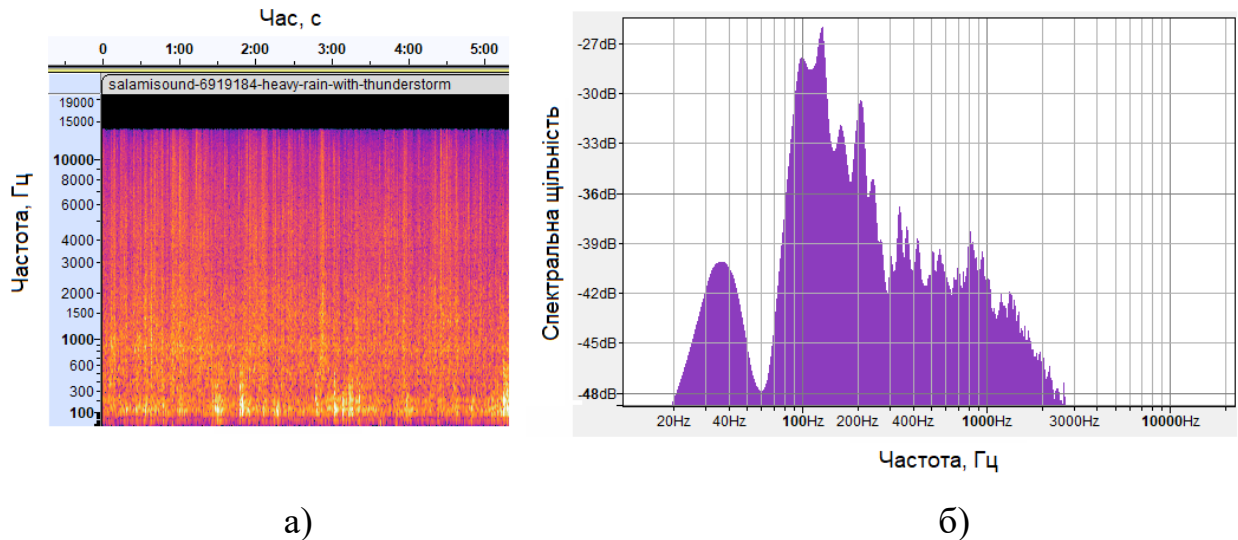 Час, с
0 1:00 2:00 3:00 4:00 5:00
salamisound-6919184-heavy-rain-with-thunderstorm
Частота, Гц
19000
15000
10000
8000
6000
4000
3000
2000
1500
1000
600
300
100
Спектральна щільність
-27dB
-30dB
-33dB
-36dB
-39dB
-42dB
-45dB
-48dB
20Hz 40Hz 100Hz 200Hz 400Hz 1000Hz 3000Hz 10000Hz
Частота, Гц
а) б)